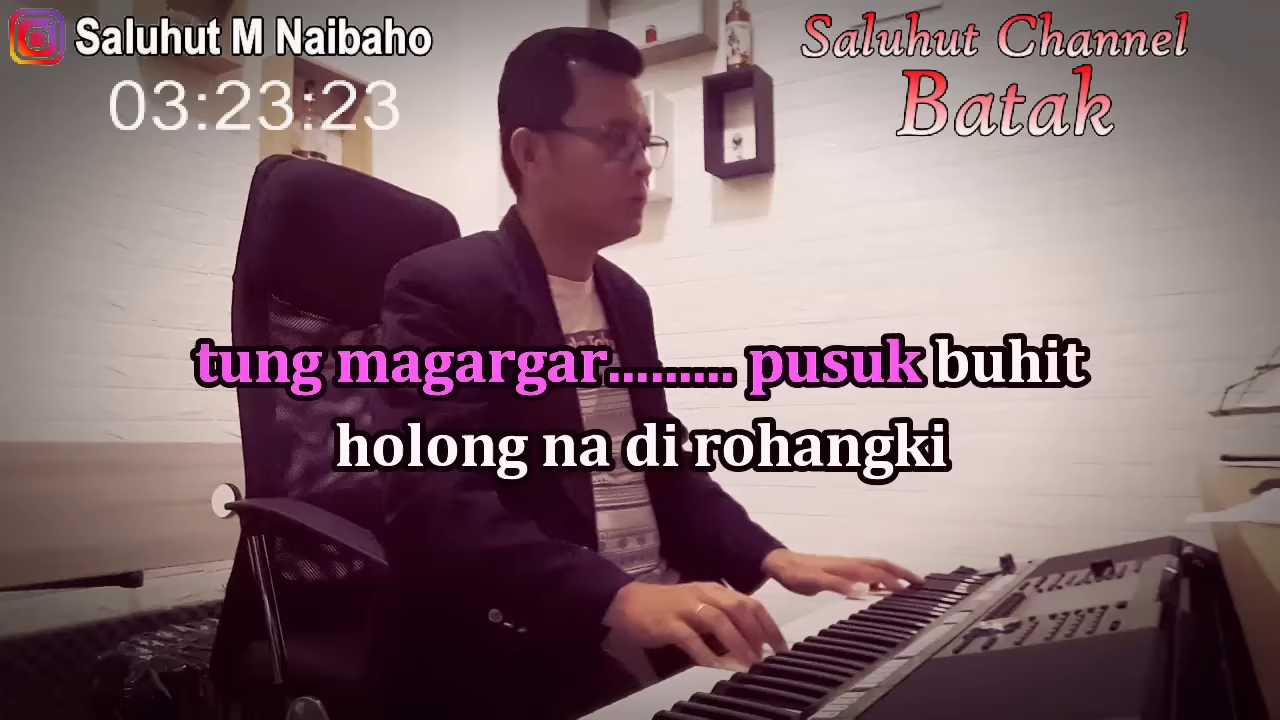 Saluhut M Naibaho
03:23:23
Saluhut Channel
Batak
tung magargar......... pusuk buhit
holong na di rohangki